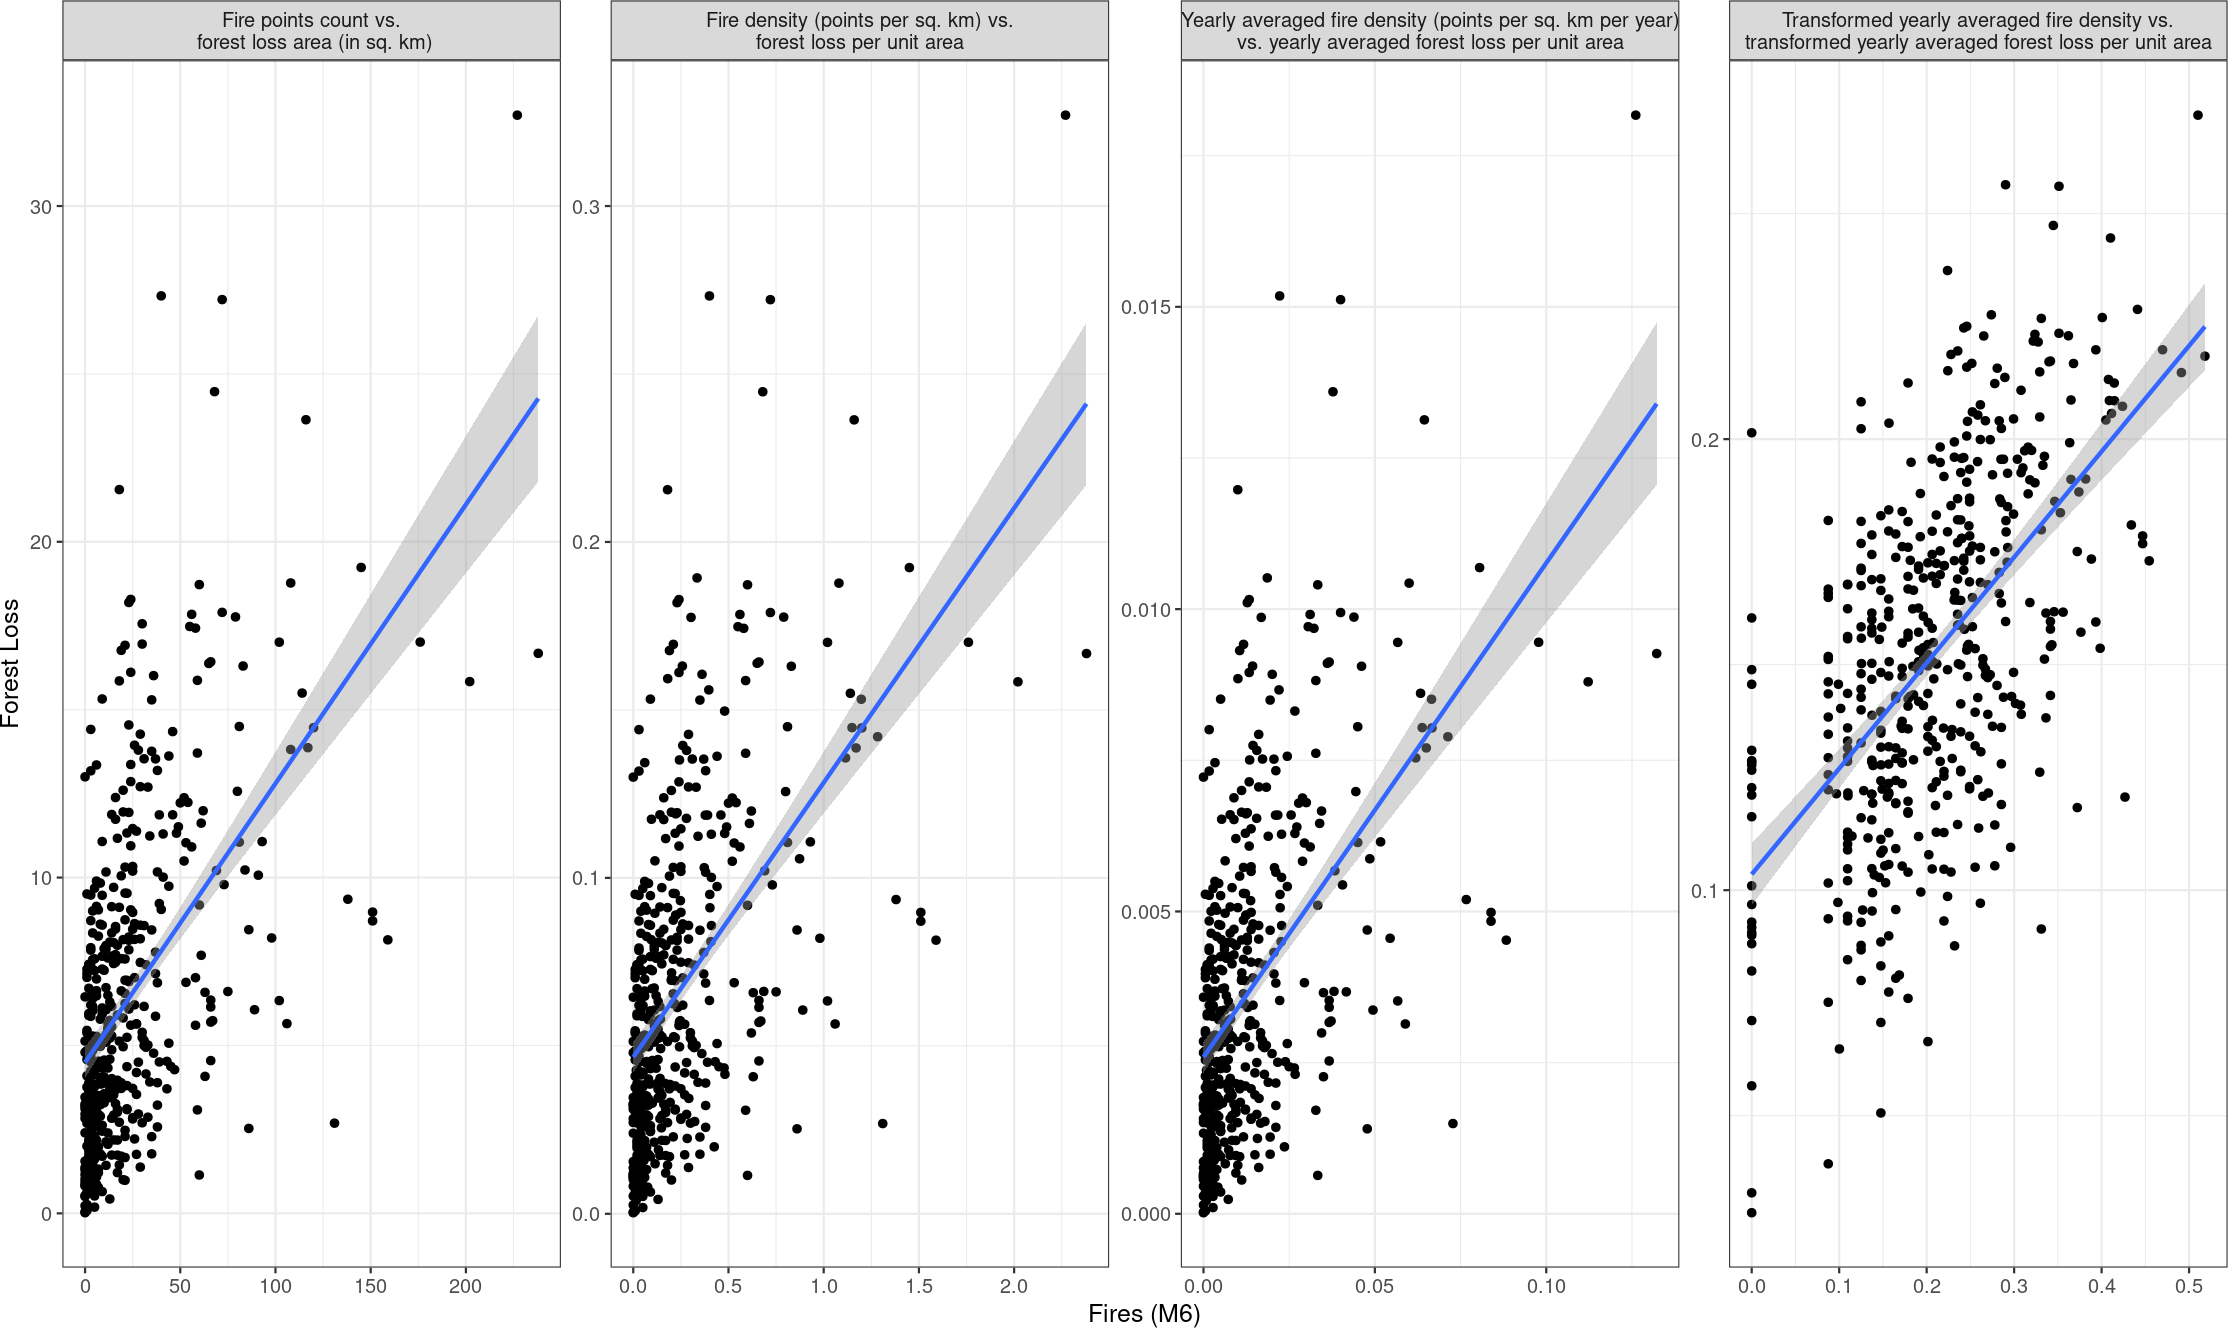 Fire points count vs.
forest loss area (in sq. km)
Fire density (points per sq. km) vs.
forest loss per unit area
Yearly averaged fire density (points per sq. km per year)
vs. yearly averaged forest loss per unit area
Transformed yearly averaged fire density vs.
transformed yearly averaged forest loss per unit area
Forest Loss
30
20
10
0
0.3
0.2
0.1
0.0
0.015
0.010
0.005
0.000
0.2
0.1
0 50 100 150 200
0.0 0.5 1.0 1.5 2.0
0.00 0.05 0.10
0.0 0.1 0.2 0.3 0.4 0.5
Fires (M6)